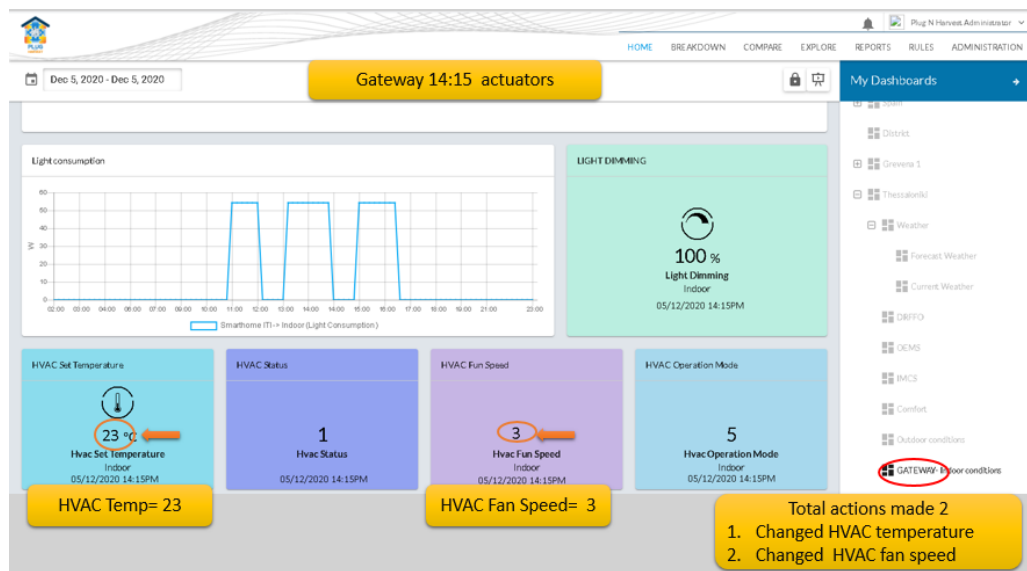 PLUG
Plug N Harvest Administrator
HOME BREAKDOWN COMPARE EXPLORE REPORTS RULES ADMINISTRATION
Dec 5, 2020 - Dec 5, 2020
Gateway 14:15 actuators
My Dashboards
Spain
District
Grevena 1
Thessaloniki
Weather
Forecast Weather
Current Weather
DRFFO
OEMS
IMCS
Comfort
Outdoor conditions
GATEWAY- Indoor conditions
Light consumption
60
50
40
30
20
10
0
W
02:00 03:00 04:00 06:00 07:00 08:00 09:00 10:00 11:00 12:00 13:00 14:00 14:00 15:00 16:00 17:00 18:00 20:00 21:00 23:00
Smarthome ITI-> Indoor (Light Consumption)
LIGHT DIMMING
100 %
Light Dimming
Indoor
05/12/2020 14:15PM
HVAC Set Temperature
23 °C
Hvac Set Temperature
Indoor
05/12/2020 14:15PM
HVAC Status
1
Hvac Status
05/12/2020 14:15PM
HVAC Fun Speed
3
Hvac Fun Speed
Indoor
05/12/2020 14:15PM
HVAC Operation Mode
5
Hvac Operation Mode
Indoor
05/12/2020 14:15PM
HVAC Temp= 23
HVAC Fan Speed= 3
Total actions made 2
1. Changed HVAC temperature
2. Changed HVAC fan speed